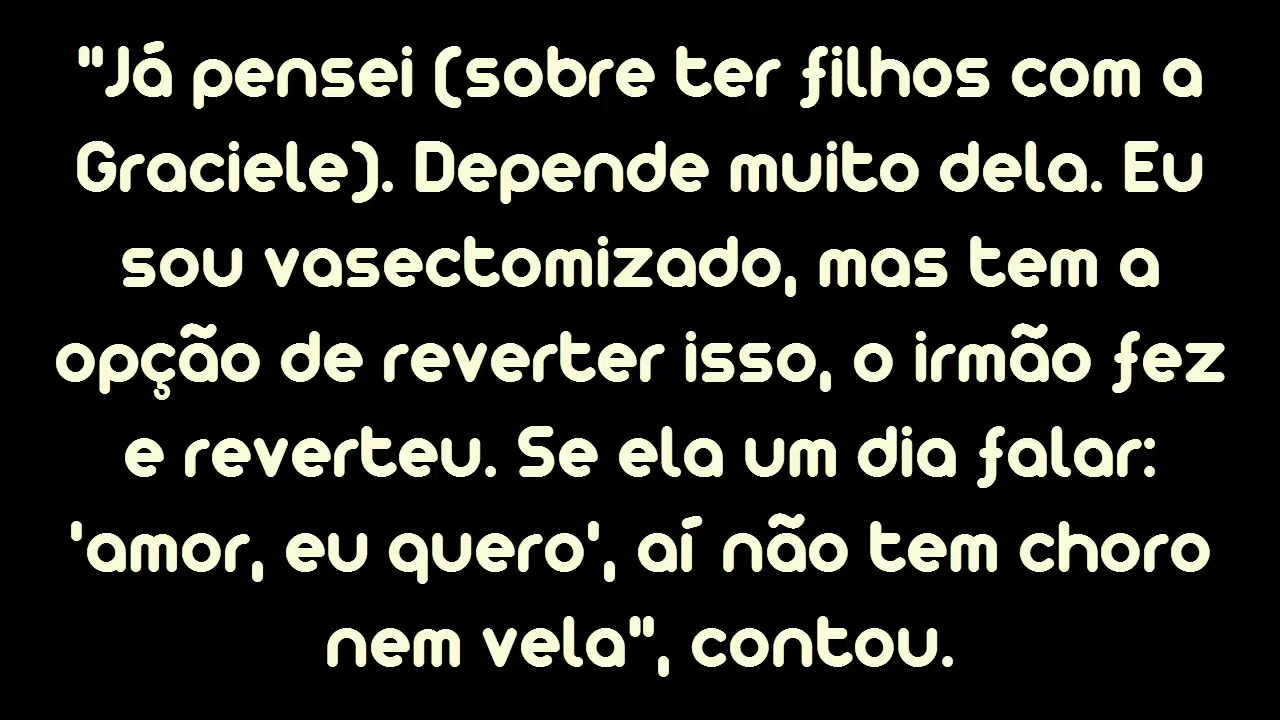 "Já pensei (sobre ter filhos com a
Graciele). Depende muito dela. Eu
sou vasectomizado, mas tem a
opção de reverter isso, o irmão fez
e reverteu. Se ela um dia falar:
'amor, eu quero', aí não tem choro
nem vela", contou.